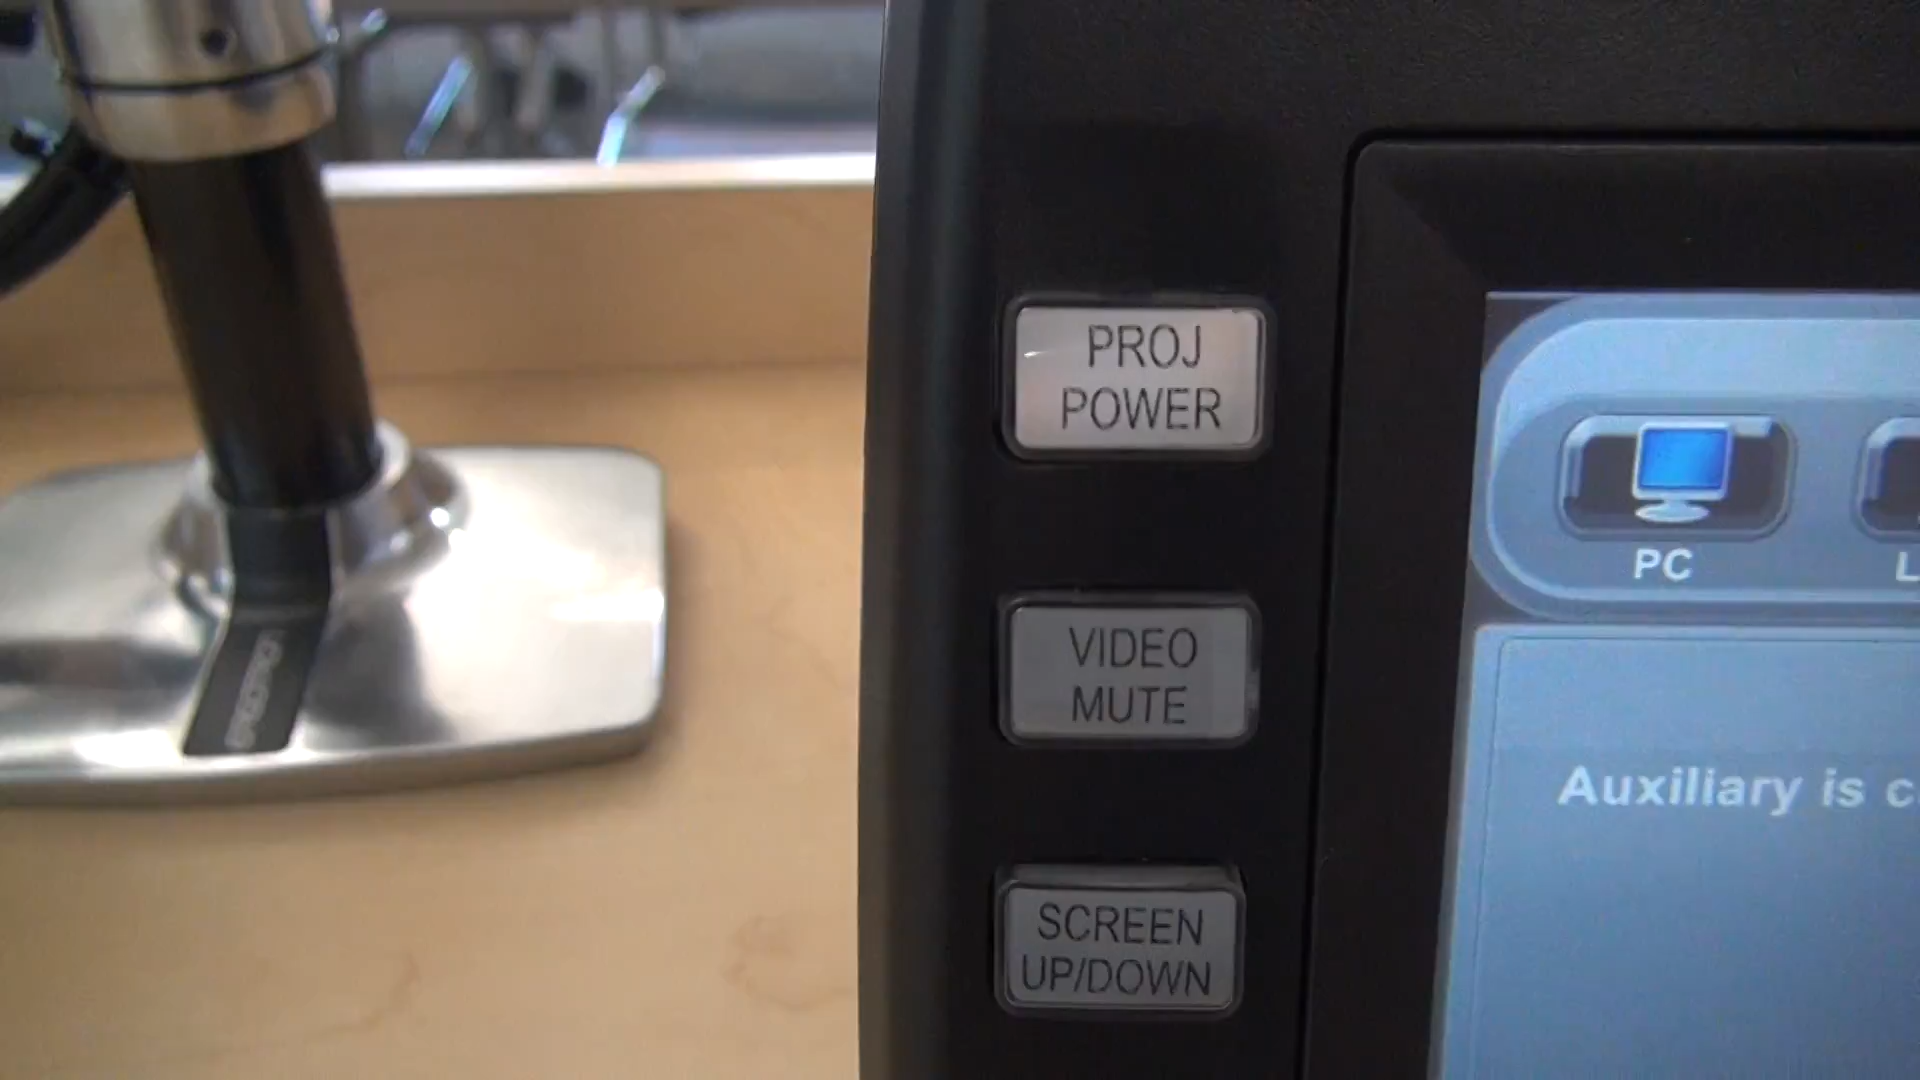 PROJ
POWER
VIDEO
MUTE
SCREEN
UP/DOWN
PC
Auxiliary is